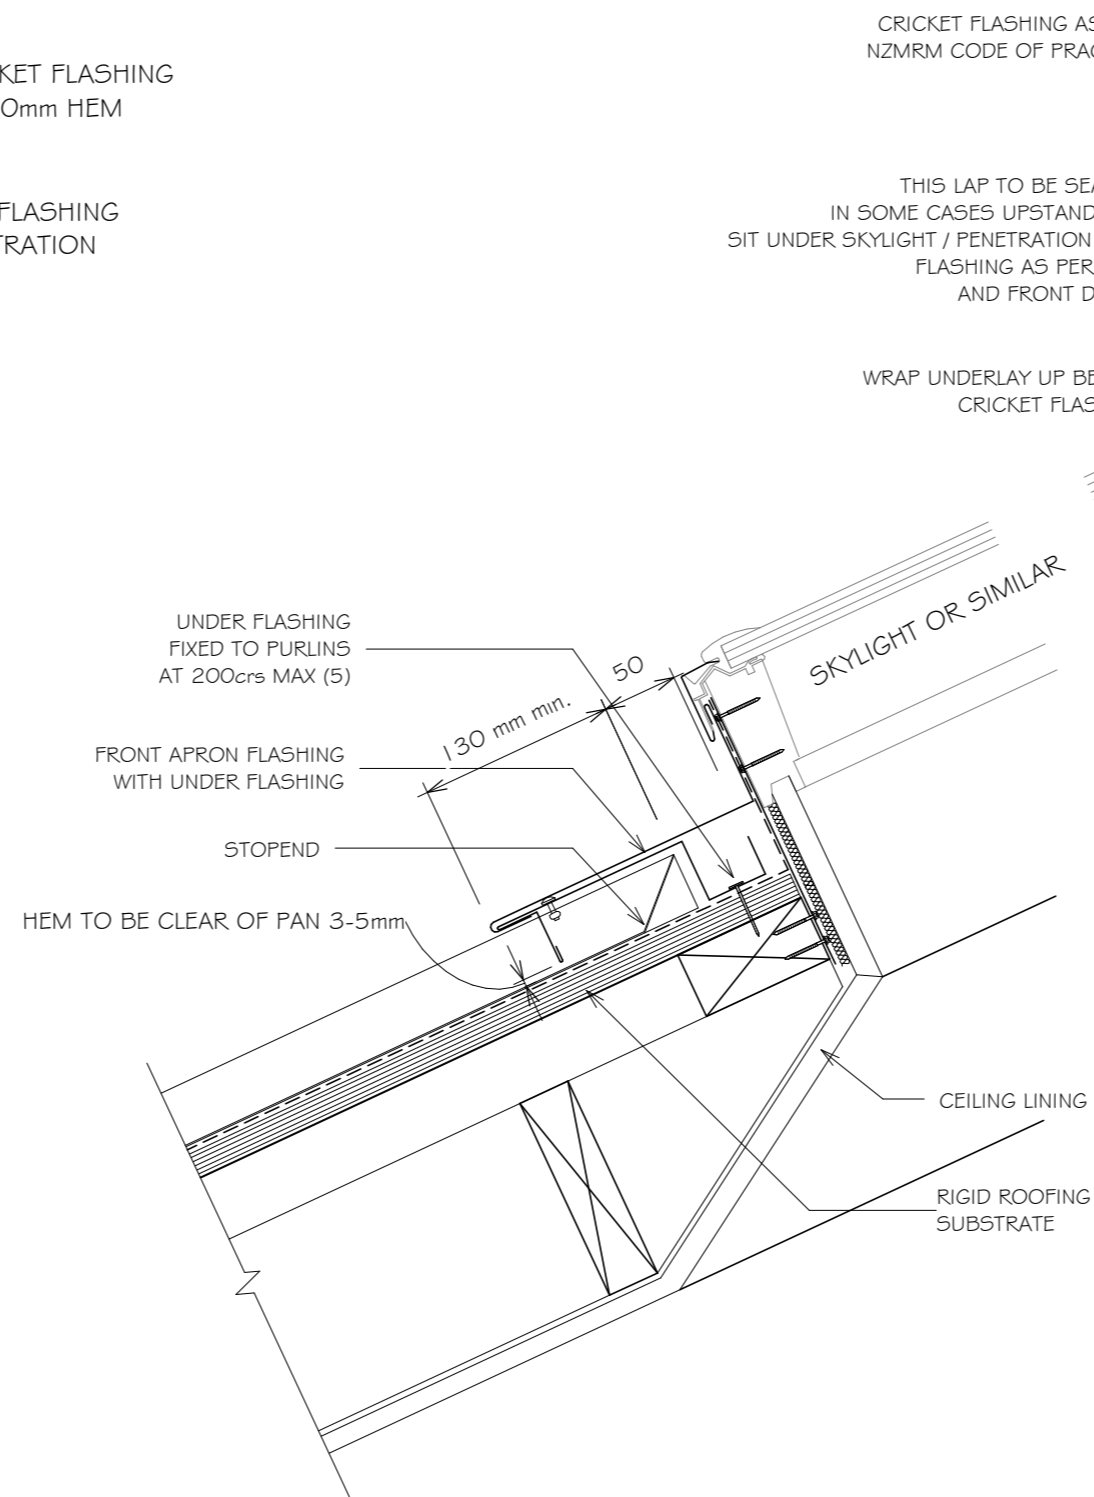 KET FLASHING
0mm HEM
FLASHING
TRATION
CRICKET FLASHING AS
NZMRM CODE OF PRAC
THIS LAP TO BE SEA
IN SOME CASES UPSTAND
SIT UNDER SKYLIGHT / PENETRATION
FLASHING AS PER
AND FRONT D
WRAP UNDERLAY UP BE
CRICKET FLAS
SKYLIGHT OR SIMILAR
UNDER FLASHING
FIXED TO PURLINS
AT 200crs MAX (5)
50
130 mm min.
FRONT APRON FLASHING
WITH UNDER FLASHING
STOPEND
HEM TO BE CLEAR OF PAN 3-5mm
CEILING LINING
RIGID ROOFING
SUBSTRATE